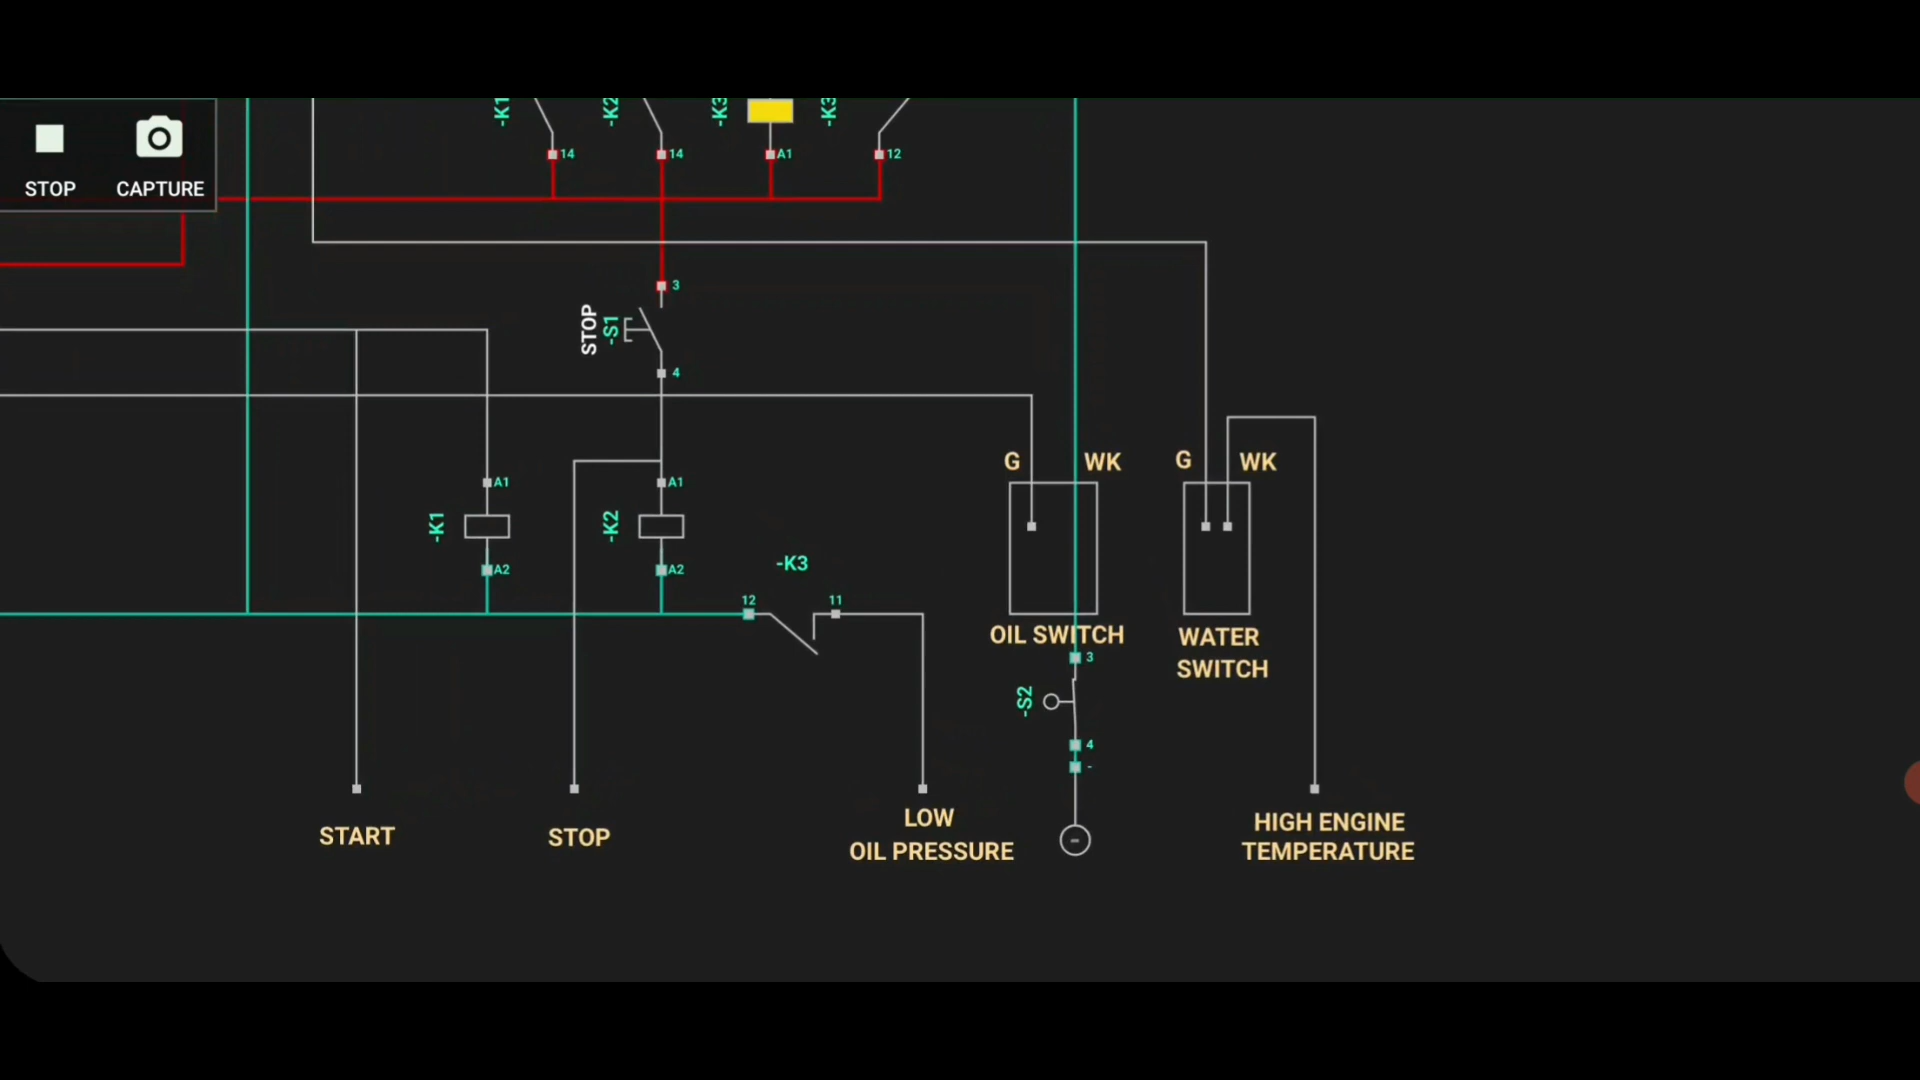 -K1
-K2
-K3
-K3
14
14
A1
12
STOP
CAPTURE
3
STOP
-S1
4
G
WK
G
WK
A1
A1
-K1
-K2
-K3
A2
A2
12
11
OIL SWITCH
WATER
SWITCH
3
-S2
4
-
START
STOP
LOW
OIL PRESSURE
-
HIGH ENGINE
TEMPERATURE